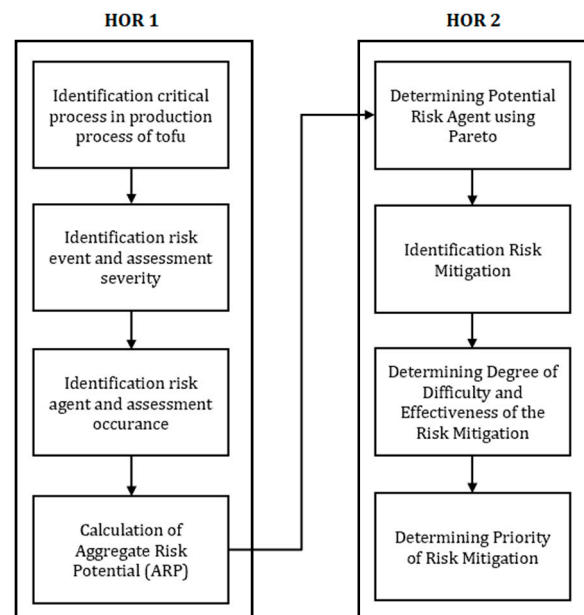 HOR 1
Identification critical
process in production
process of tofu
Identification risk
event and assessment
severity
Identification risk
agent and assessment
occurance
Calculation of
Aggregate Risk
Potential (ARP)
HOR 2
Determining Potential
Risk Agent using
Pareto
Identification Risk
Mitigation
Determining Degree of
Difficulty and
Effectiveness of the
Risk Mitigation
Determining Priority
of Risk Mitigation